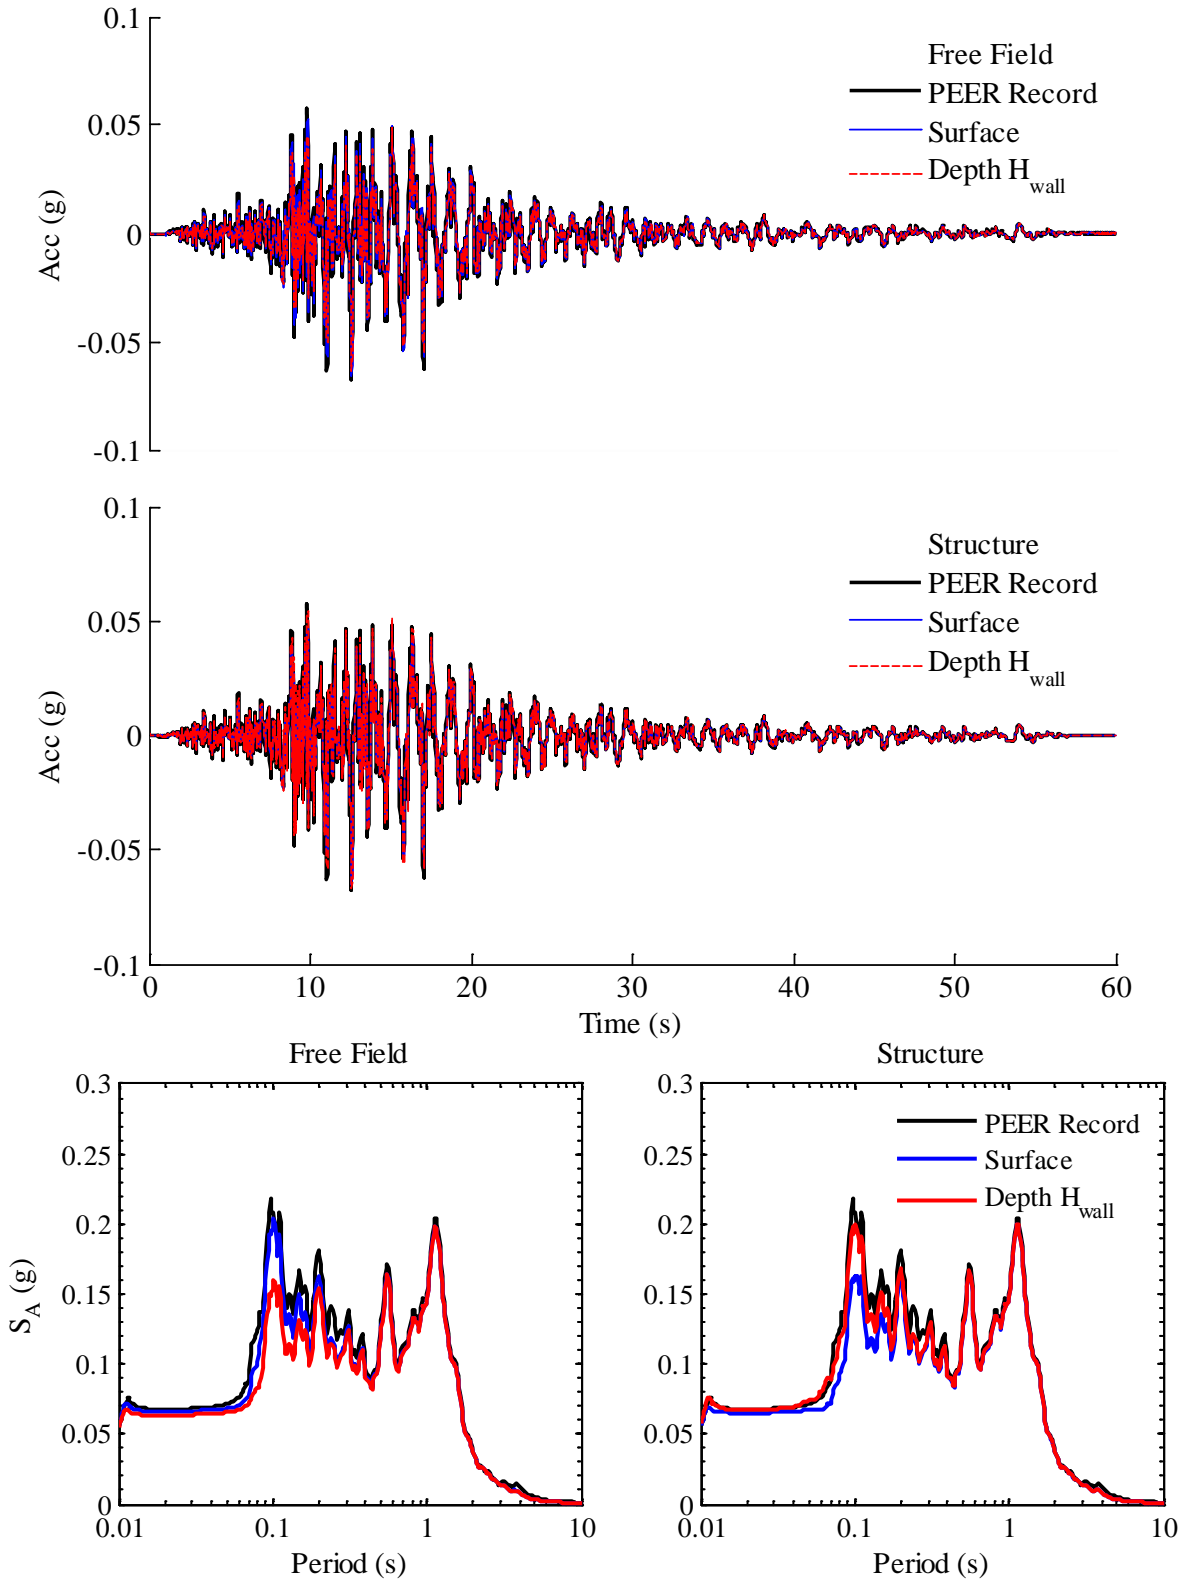 0.1
Free Field
PEER Record
0.05
Surface
Depth H_wall
0
Acc (g)
-0.05
-0.1
0.1
Structure
PEER Record
0.05
Surface
Depth H_wall
0
Acc (g)
-0.05
-0.1
0 10 20 30 40 50 60
Time (s)
Free Field
0.3
0.25
0.2
0.15
0.1
0.05
0
S_A (g)
0.01 0.1 1 10
Period (s)
Structure
0.3
PEER Record
0.25
Surface
Depth H_wall
0.2
0.15
0.1
0.05
0
0.01 0.1 1 10
Period (s)